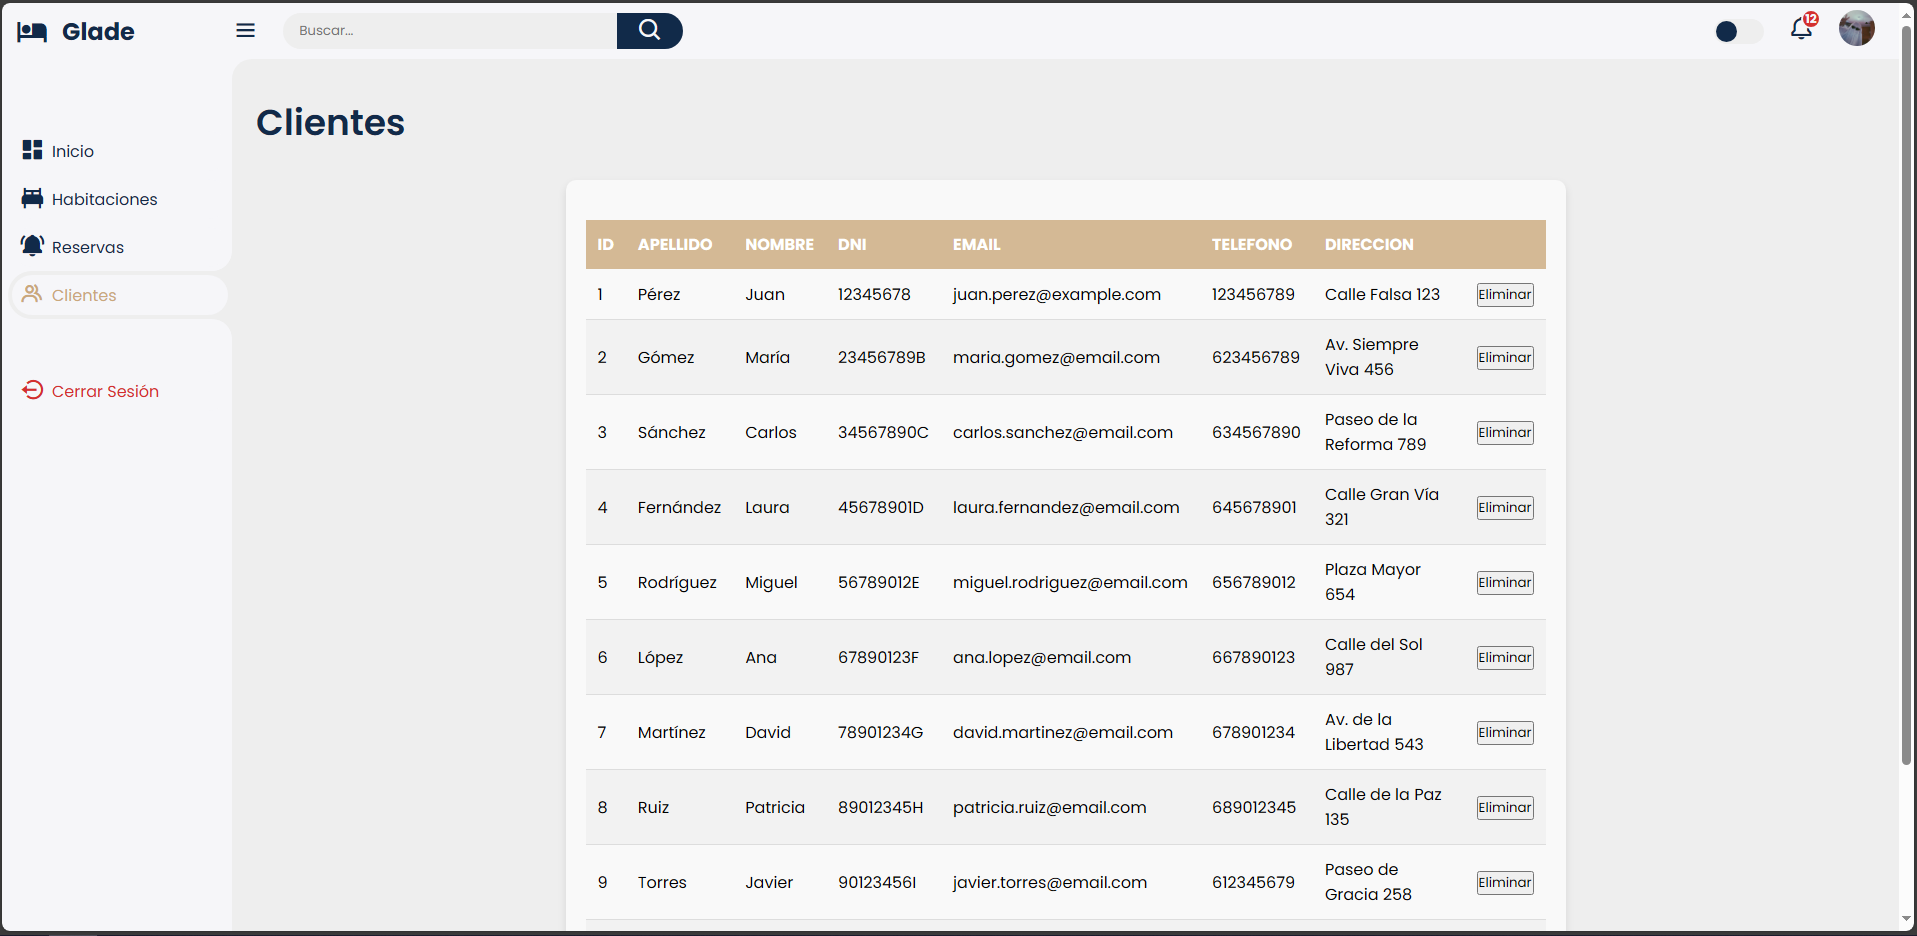 Glade
Buscar...
12
Inicio
Habitaciones
Reservas
Clientes
Cerrar Sesión
Clientes
ID APELLIDO NOMBRE DNI EMAIL TELEFONO DIRECCION
1 Pérez Juan 12345678 juan.perez@example.com 123456789 Calle Falsa 123 Eliminar
2 Gómez María 23456789B maria.gomez@email.com 623456789 Av. Siempre
Viva 456 Eliminar
3 Sánchez Carlos 34567890C carlos.sanchez@email.com 634567890 Paseo de la
Reforma 789 Eliminar
4 Fernández Laura 45678901D laura.fernandez@email.com 645678901 Calle Gran Vía
321 Eliminar
5 Rodríguez Miguel 56789012E miguel.rodriguez@email.com 656789012 Plaza Mayor
654 Eliminar
6 López Ana 67890123F ana.lopez@email.com 667890123 Calle del Sol
987 Eliminar
7 Martínez David 78901234G david.martinez@email.com 678901234 Av. de la
Libertad 543 Eliminar
8 Ruiz Patricia 89012345H patricia.ruiz@email.com 689012345 Calle de la Paz
135 Eliminar
9 Torres Javier 90123456I javier.torres@email.com 612345679 Paseo de
Gracia 258 Eliminar